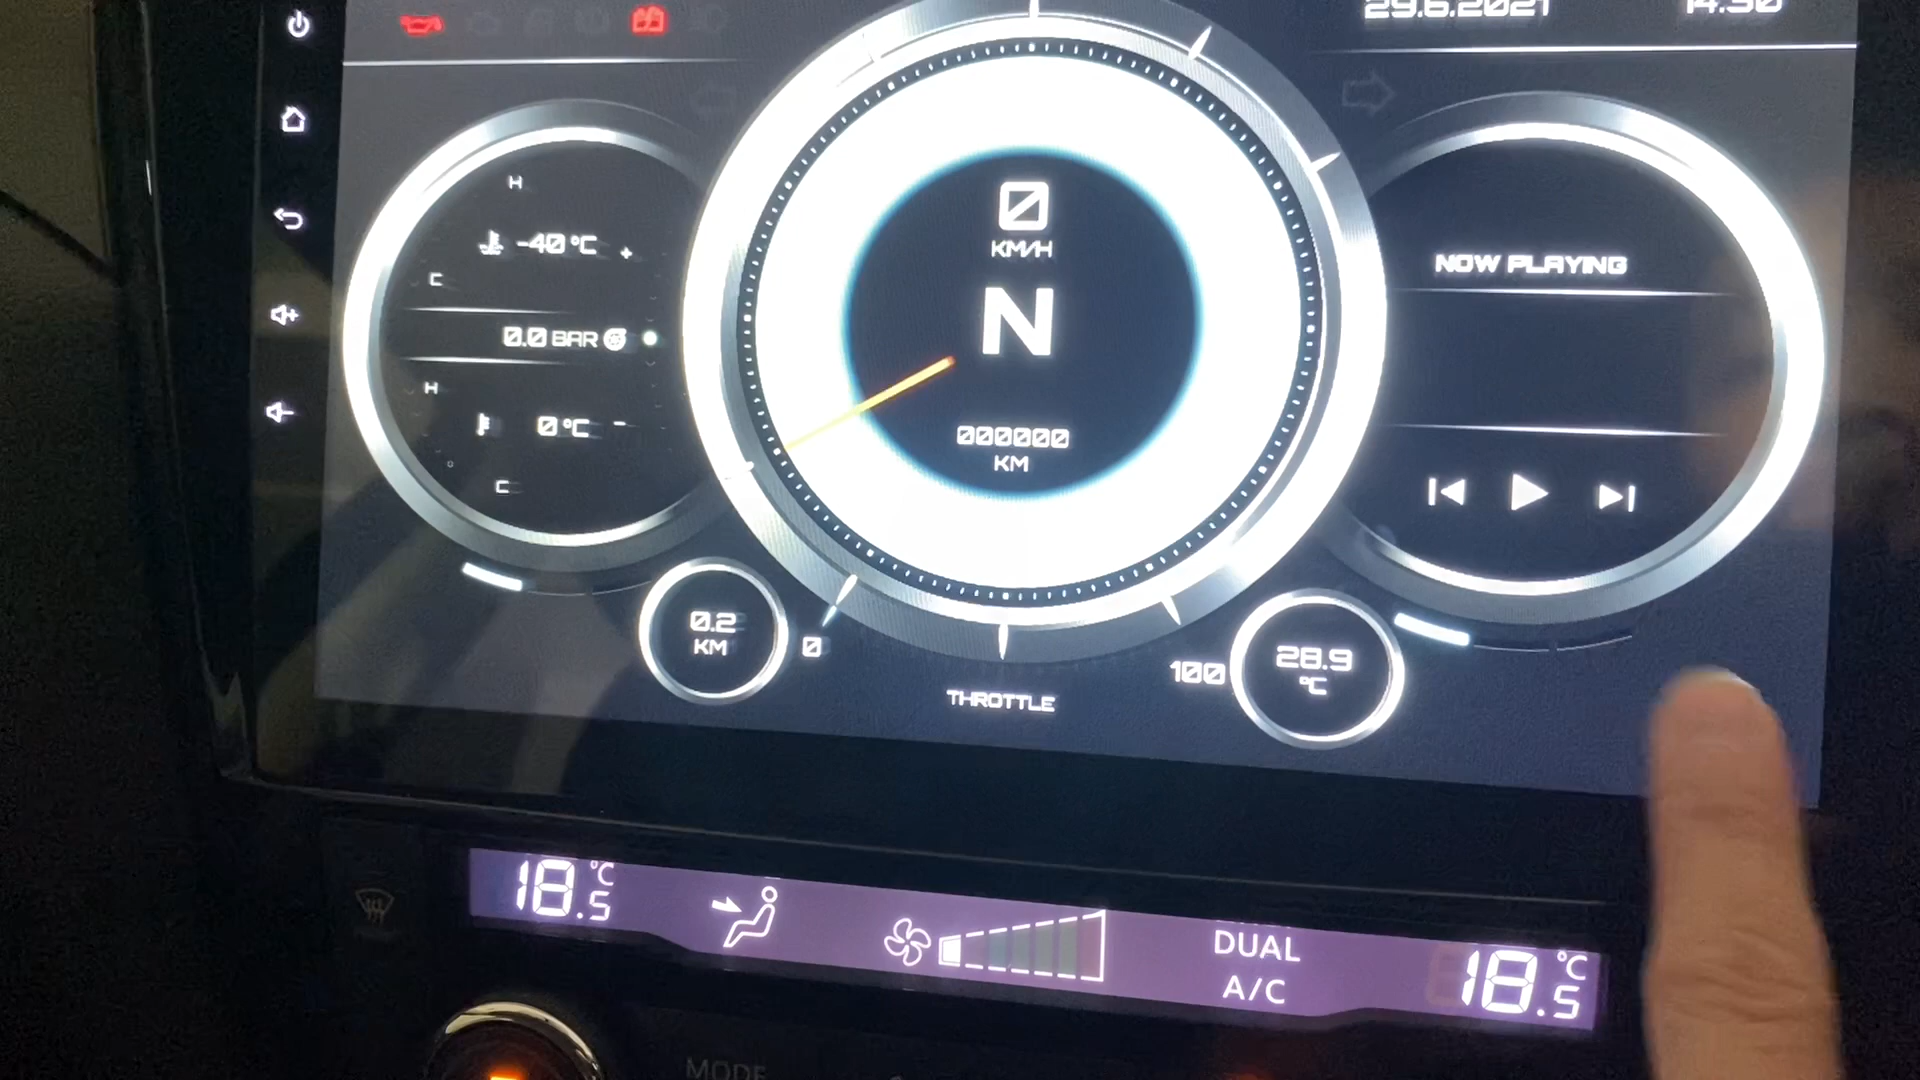 29.6.2021 14:30
H
-40 °C +
C
0.0 BAR
H
0 °C -
C
0
KM/H
N
000000
KM
NOW PLAYING
0.2
KM
0
THROTTLE
100
28.9
°C
18.5 °C
DUAL
A/C
18.5 °C
MODE